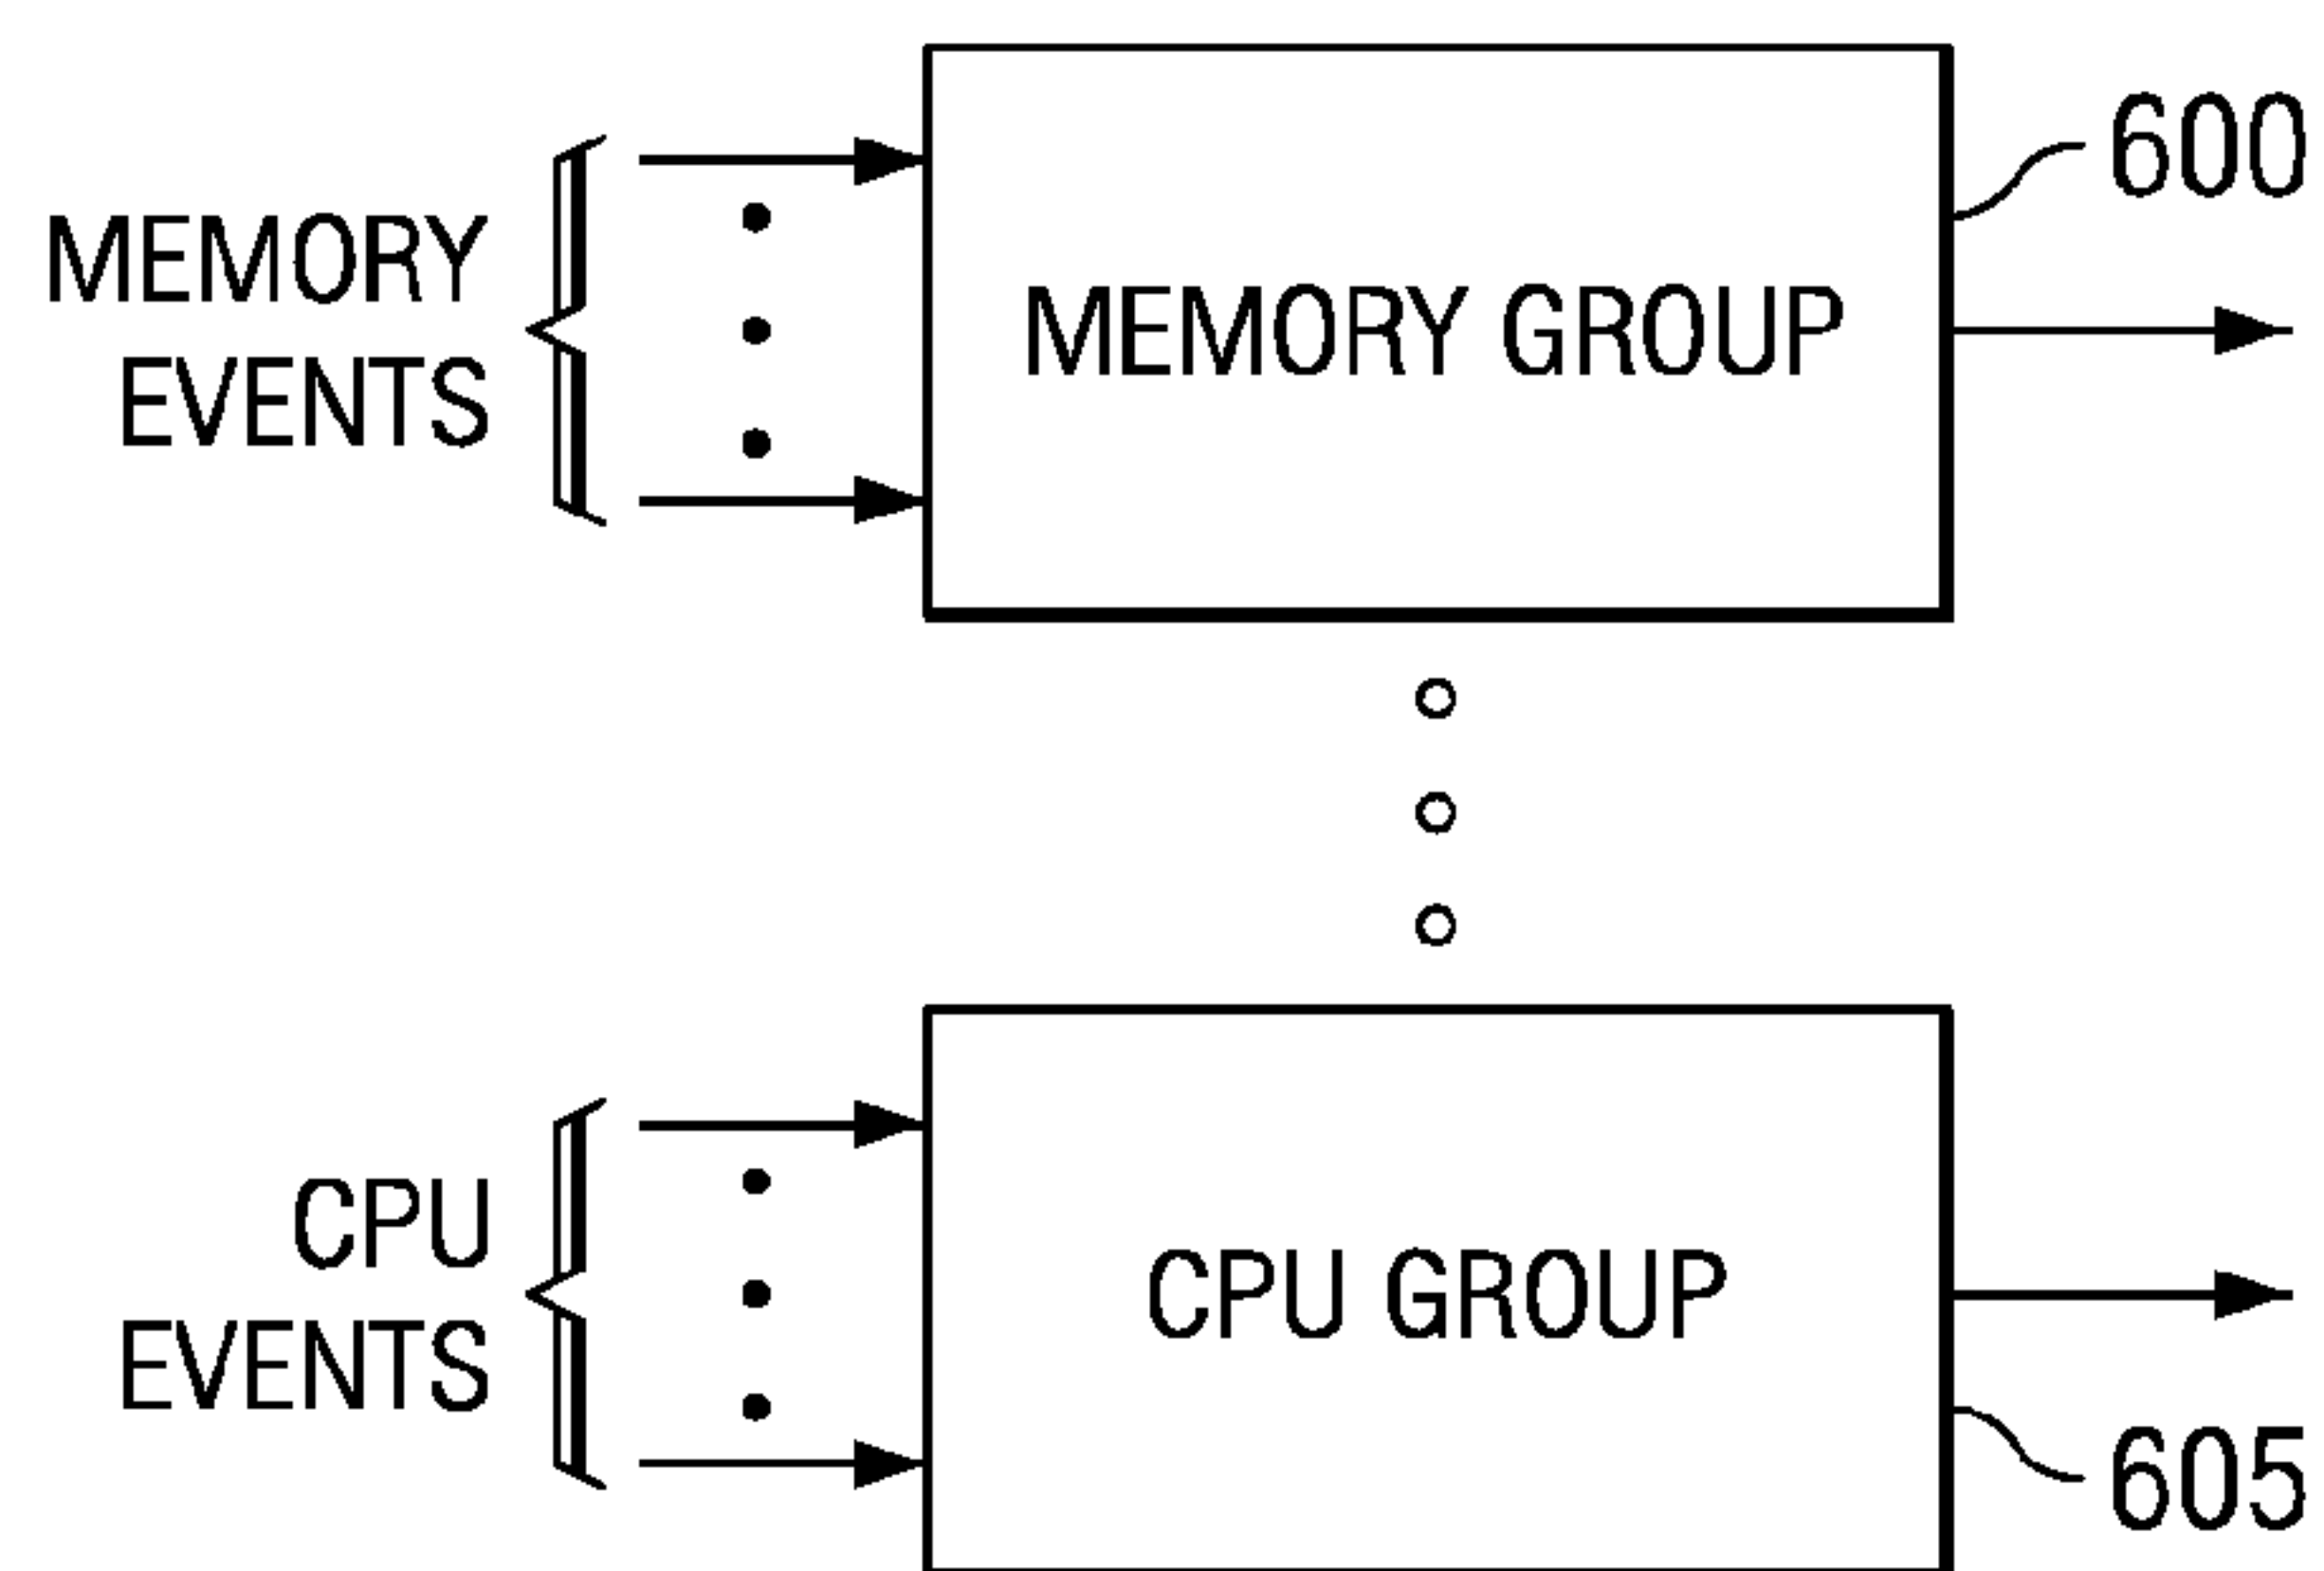 600
MEMORY
EVENTS
MEMORY GROUP
CPU
EVENTS
CPU GROUP
605